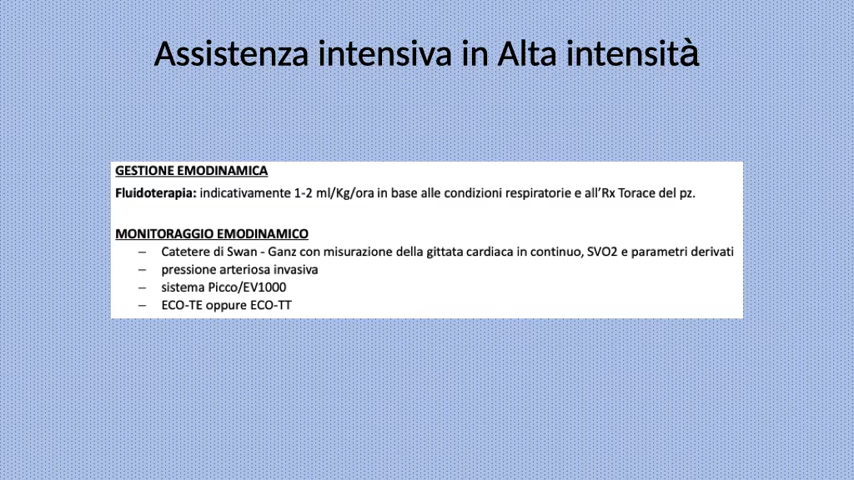 Assistenza intensiva in Alta intensità
GESTIONE EMODINAMICA
Fluidoterapia: indicativamente 1-2 ml/Kg/ora in base alle condizioni respiratorie e all'Rx Torace del pz.
MONITORAGGIO EMODINAMICO
– Catetere di Swan - Ganz con misurazione della gittata cardiaca in continuo, SVO2 e parametri derivati
– pressione arteriosa invasiva
– sistema Picco/EV1000
– ECO-TE oppure ECO-TT